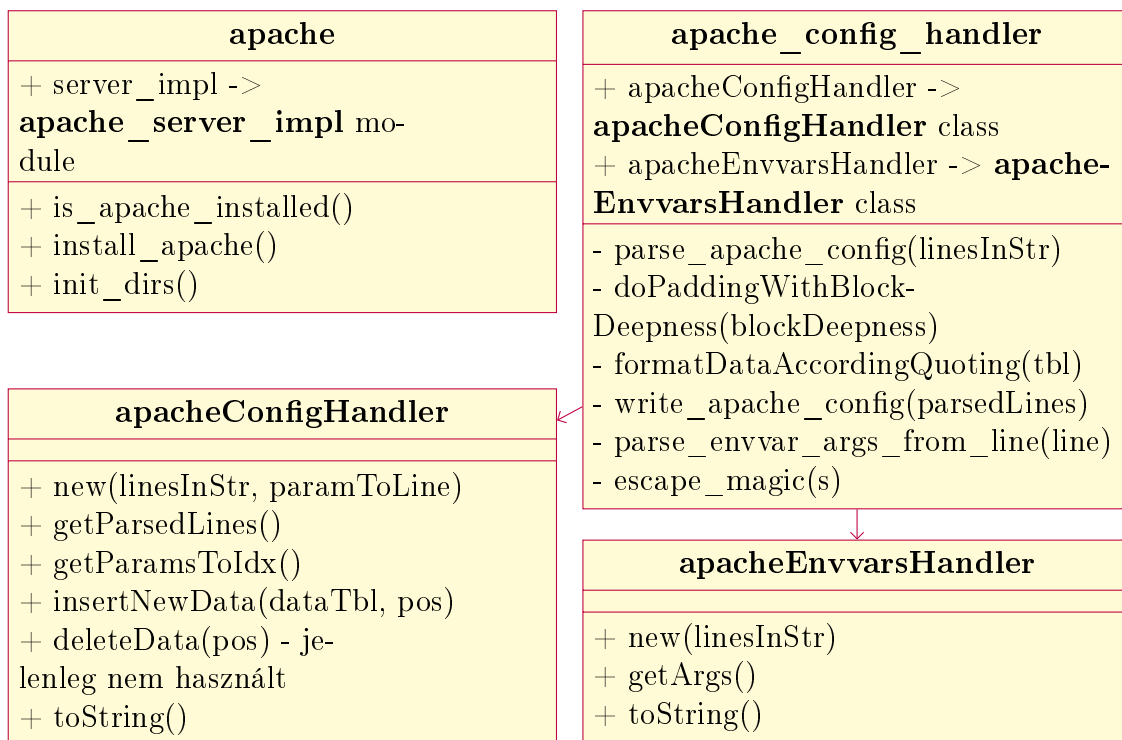 apache
+ server_impl ->
apache_server_impl mo-
dule
+ is_apache_installed()
+ install_apache()
+ init_dirs()
apache_config_handler
+ apacheConfigHandler ->
apacheConfigHandler class
+ apacheEnvvarsHandler -> apache-
EnvvarsHandler class
- parse_apache_config(linesInStr)
- doPaddingWithBlock-
Deepness(blockDeepness)
- formatDataAccordingQuoting(tbl)
- write_apache_config(parsedLines)
- parse_envvar_args_from_line(line)
- escape_magic(s)
apacheConfigHandler
+ new(linesInStr, paramToLine)
+ getParsedLines()
+ getParamsToIdx()
+ insertNewData(dataTbl, pos)
+ deleteData(pos) - je-
lenleg nem használt
+ toString()
apacheEnvvarsHandler
+ new(linesInStr)
+ getArgs()
+ toString()